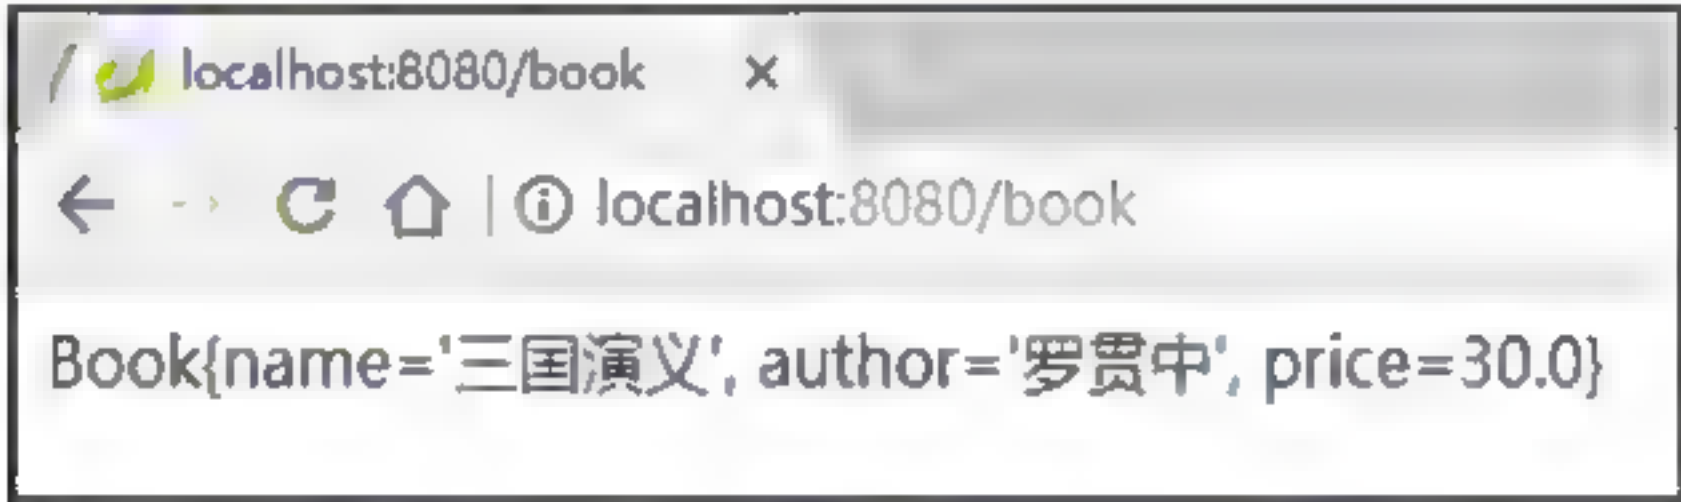 localhost:8080/book
localhost:8080/book
Book{name='三国演义', author='罗贯中', price=30.0}